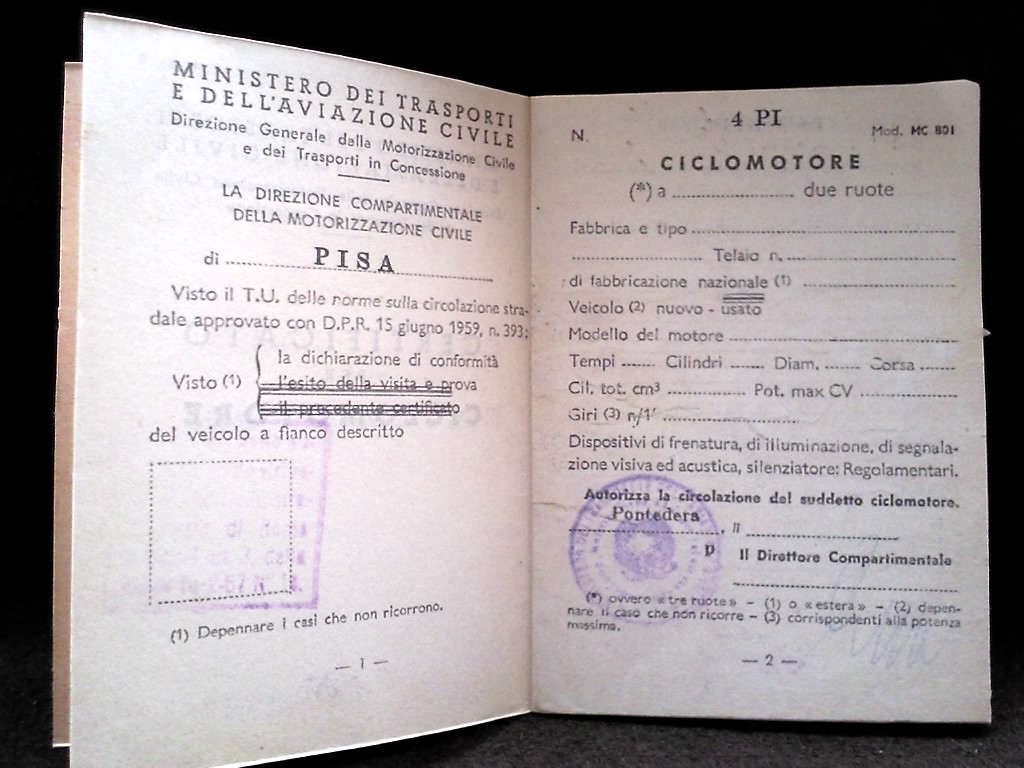 MINISTERO DEI TRASPORTI
E DELL'AVIAZIONE CIVILE
Direzione Generale della Motorizzazione Civile
e dei Trasporti in Concessione
LA DIREZIONE COMPARTIMENTALE
DELLA MOTORIZZAZIONE CIVILE
di ........ PISA ........
Visto il T.U. delle norme sulla circolazione stra-
dale approvato con D.P.R. 15 giugno 1959, n. 393;
la dichiarazione di conformità
Visto (1) l'esito della visita e prova
il precedente certificato
del veicolo a fianco descritto
(1) Depennare i casi che non ricorrono.
— 1 —
N. 4 PI Mod. MC 801
CICLOMOTORE
(*) a ........ due ruote
Fabbrica e tipo ........
........ Telaio n. ........
di fabbricazione nazionale (1) ........
Veicolo (2) nuovo - usato
Modello del motore ........
Tempi ...... Cilindri ...... Diam. ...... Corsa ......
Cil. tot. cm³ ........ Pot. max CV ........
Giri (3) n/1' ........
Dispositivi di frenatura, di illuminazione, di segnala-
zione visiva ed acustica, silenziatore: Regolamentari.
Autorizza la circolazione del suddetto ciclomotore.
Pontedera, il ........
p Il Direttore Compartimentale
(*) ovvero « tre ruote » – (1) o « estera » – (2) depen-
nare il caso che non ricorre – (3) corrispondenti alla potenza
massima.
— 2 —